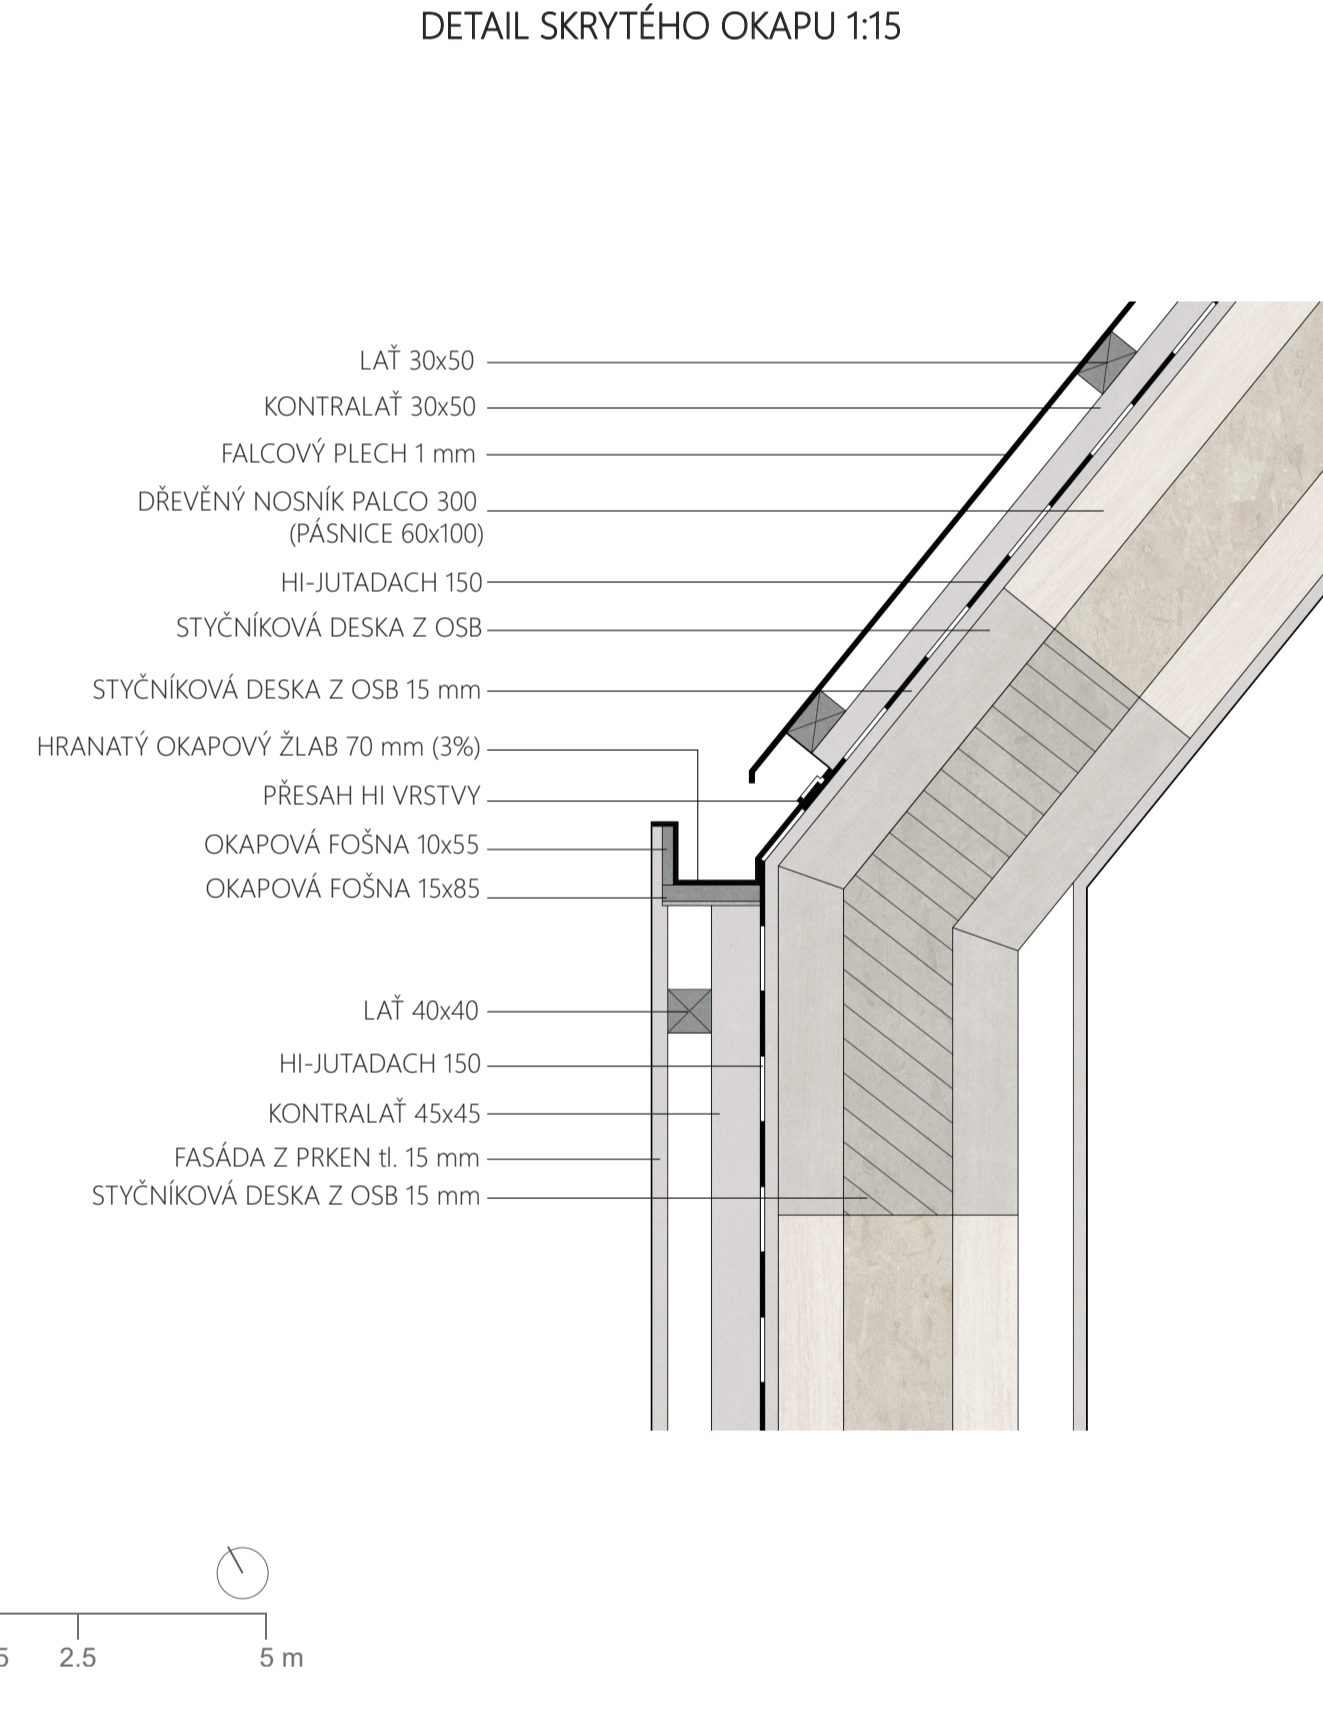 DETAIL SKRYTÉHO OKAPU 1:15
LAŤ 30x50
KONTRALAŤ 30x50
FALCOVÝ PLECH 1 mm
DŘEVĚNÝ NOSNÍK PALCO 300
(PÁSNICE 60x100)
HI-JUTADACH 150
STYČNÍKOVÁ DESKA Z OSB
STYČNÍKOVÁ DESKA Z OSB 15 mm
HRANATÝ OKAPOVÝ ŽLAB 70 mm (3%)
PŘESAH HI VRSTVY
OKAPOVÁ FOŠNA 10x55
OKAPOVÁ FOŠNA 15x85
LAŤ 40x40
HI-JUTADACH 150
KONTRALAŤ 45x45
FASÁDA Z PRKEN tl. 15 mm
STYČNÍKOVÁ DESKA Z OSB 15 mm
5 2.5 5 m